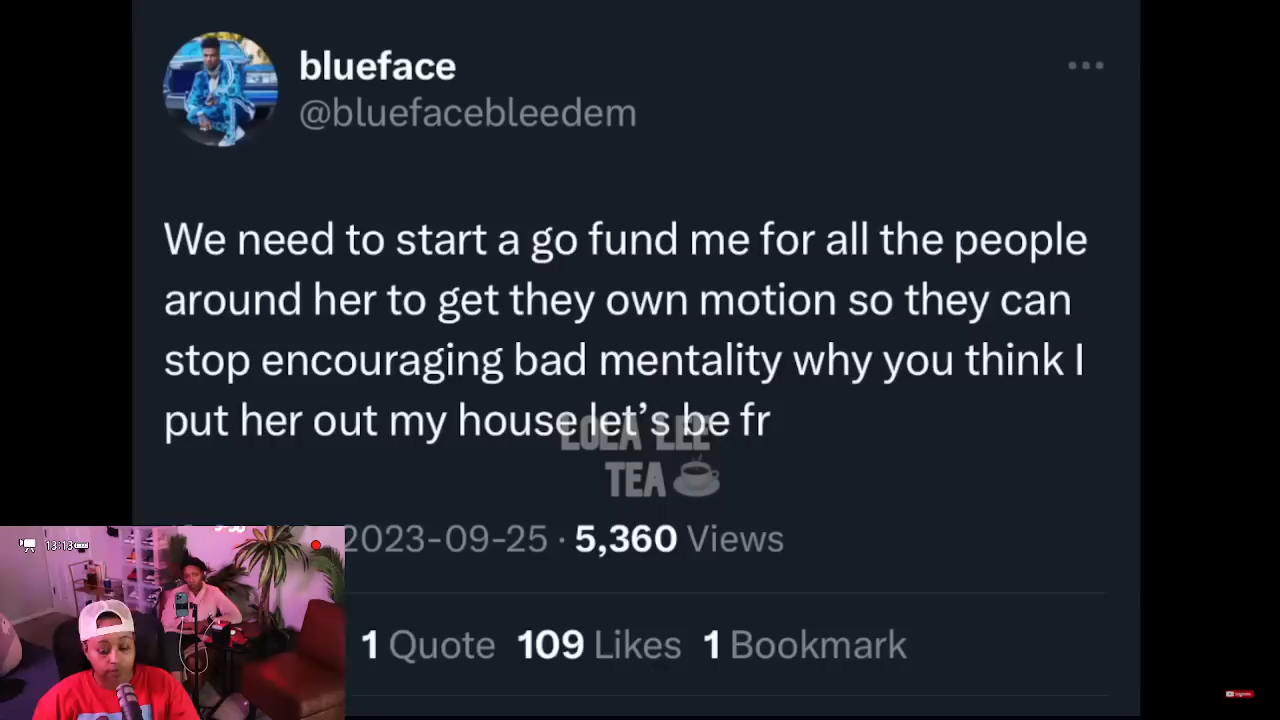 blueface
@bluefacebleedem
We need to start a go fund me for all the people
around her to get they own motion so they can
stop encouraging bad mentality why you think I
put her out my house let's be fr
LOLA LEE
TEA
2023-09-25 · 5,360 Views
1 Quote 109 Likes 1 Bookmark
13:13